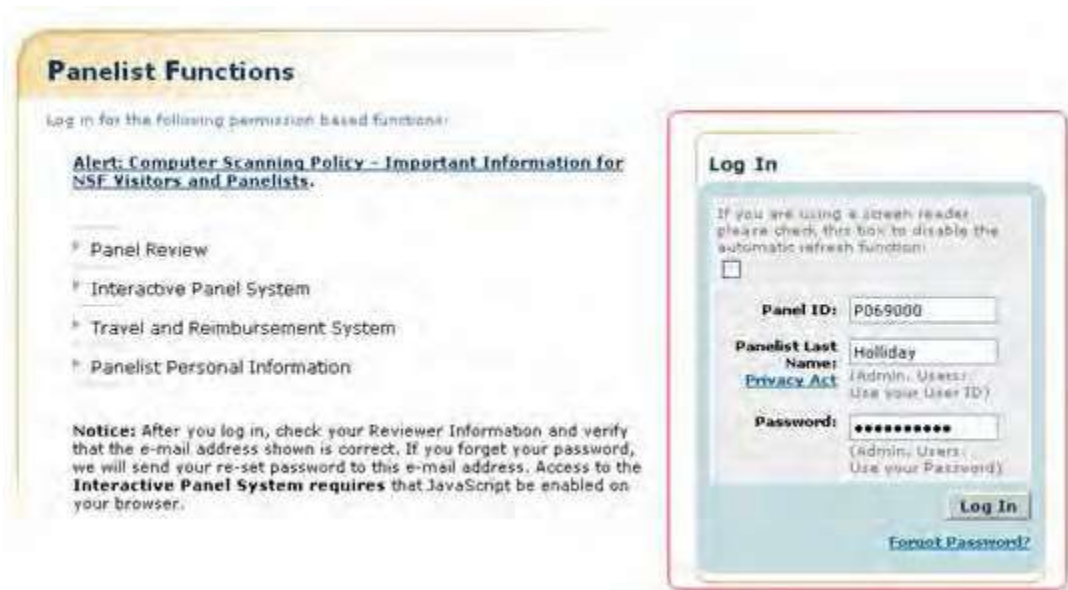 Panelist Functions
Log in for the following permission based functions:
Alert: Computer Scanning Policy - Important Information for
NSF Visitors and Panelists.
Panel Review
Interactive Panel System
Travel and Reimbursement System
Panelist Personal Information
Notice: After you log in, check your Reviewer Information and verify
that the e-mail address shown is correct. If you forget your password,
we will send your re-set password to this e-mail address. Access to the
Interactive Panel System requires that JavaScript be enabled on
your browser.
Log In
If you are using a screen reader
please check this box to disable the
automatic refresh function:
Panel ID: P069000
Panelist Last Holliday
Name:
Privacy Act (Admin. Users:
Use your User ID)
Password: ••••••••••
(Admin. Users:
Use your Password)
Log In
Forgot Password?